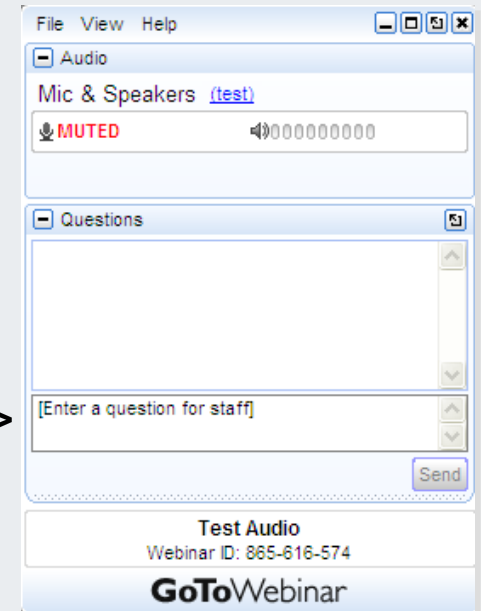 File View Help
Audio
Mic & Speakers (test)
MUTED 000000000
Questions
> [Enter a question for staff]
Send
Test Audio
Webinar ID: 865-616-574
GoToWebinar